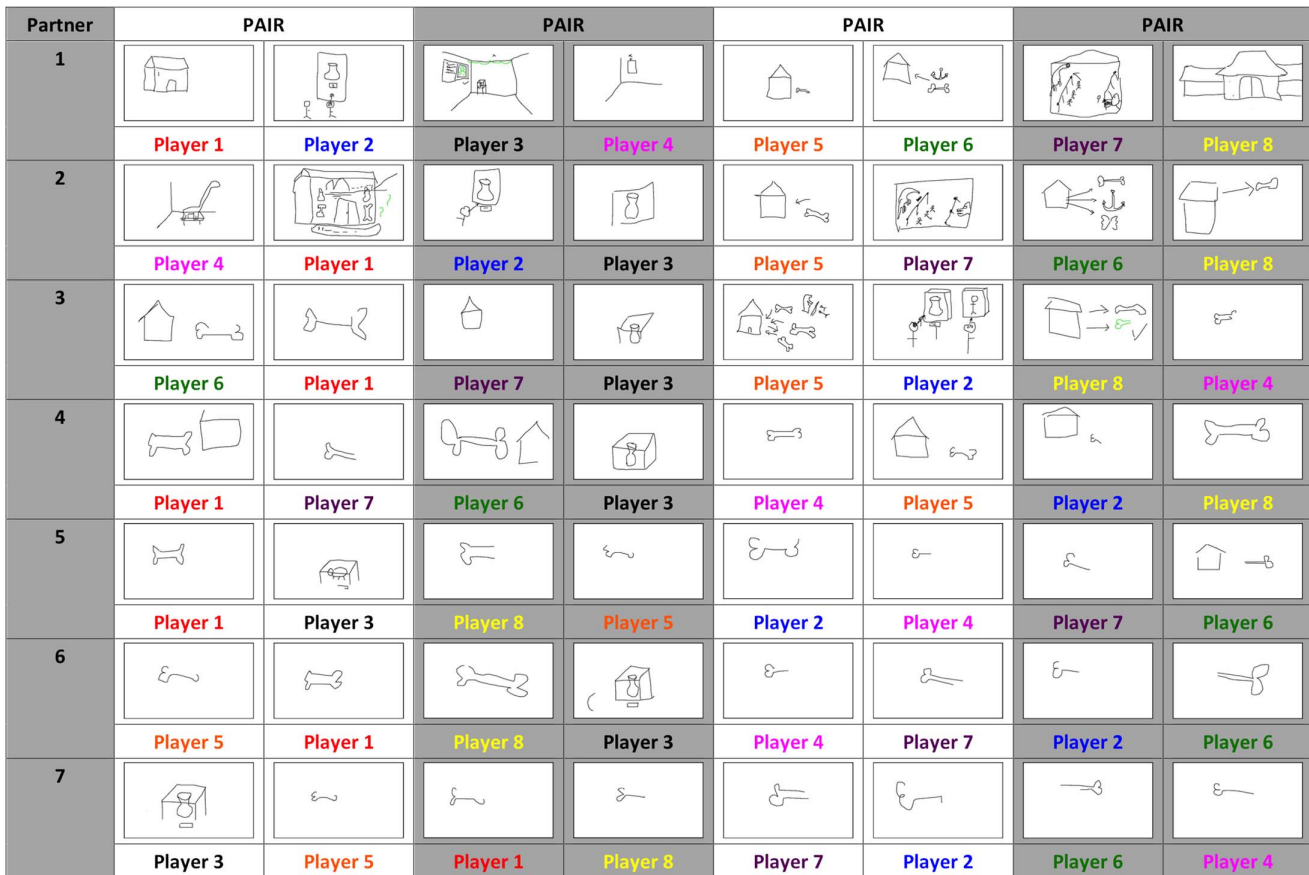 Partner PAIR PAIR PAIR PAIR
1
Player 1 Player 2 Player 3 Player 4 Player 5 Player 6 Player 7 Player 8
2
? ?
Player 4 Player 1 Player 2 Player 3 Player 5 Player 7 Player 6 Player 8
3
Player 6 Player 1 Player 7 Player 3 Player 5 Player 2 Player 8 Player 4
4
Player 1 Player 7 Player 6 Player 3 Player 4 Player 5 Player 2 Player 8
5
Player 1 Player 3 Player 8 Player 5 Player 2 Player 4 Player 7 Player 6
6
Player 5 Player 1 Player 8 Player 3 Player 4 Player 7 Player 2 Player 6
7
Player 3 Player 5 Player 1 Player 8 Player 7 Player 2 Player 6 Player 4